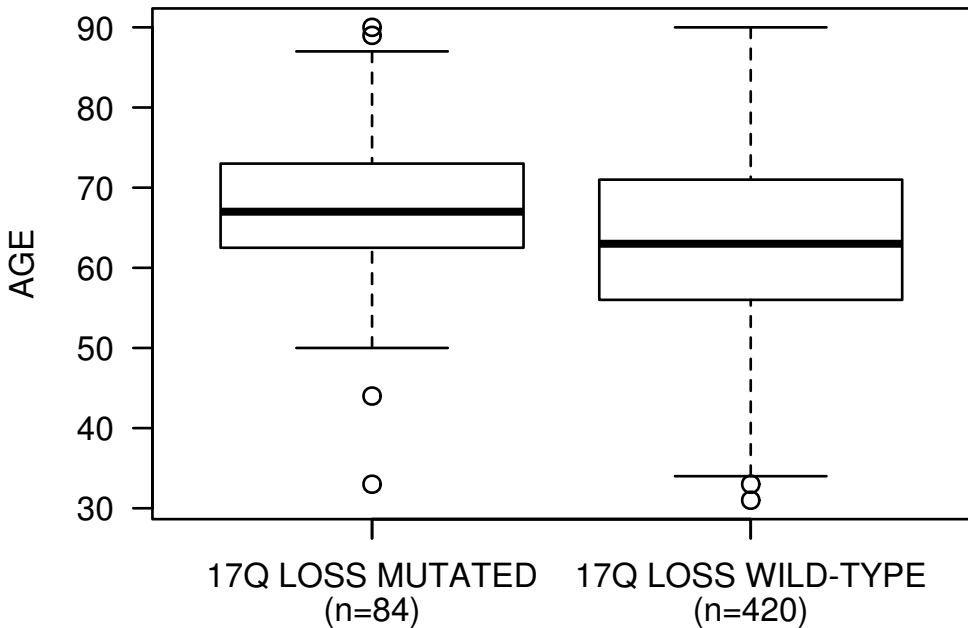 90
80
70
60
50
40
30
AGE
17Q LOSS MUTATED
(n=84)
17Q LOSS WILD-TYPE
(n=420)